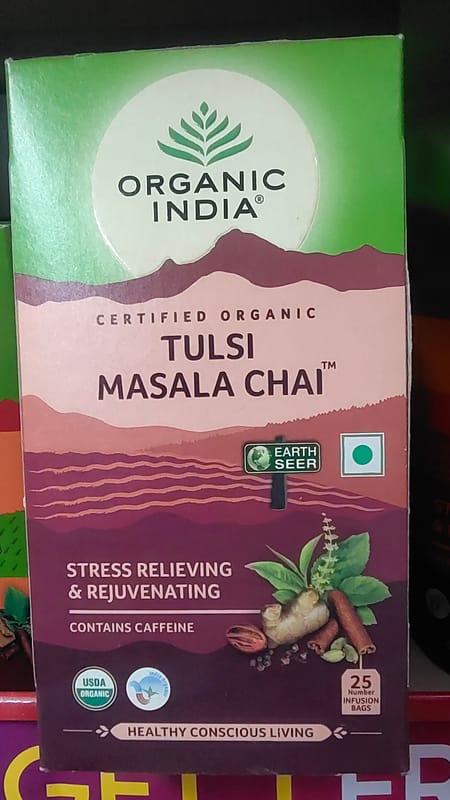 ORGANIC
INDIA®
CERTIFIED ORGANIC
TULSI
MASALA CHAI™
EARTH
SEER
STRESS RELIEVING
& REJUVENATING
CONTAINS CAFFEINE
USDA
ORGANIC
25
Number
INFUSION
BAGS
HEALTHY CONSCIOUS LIVING